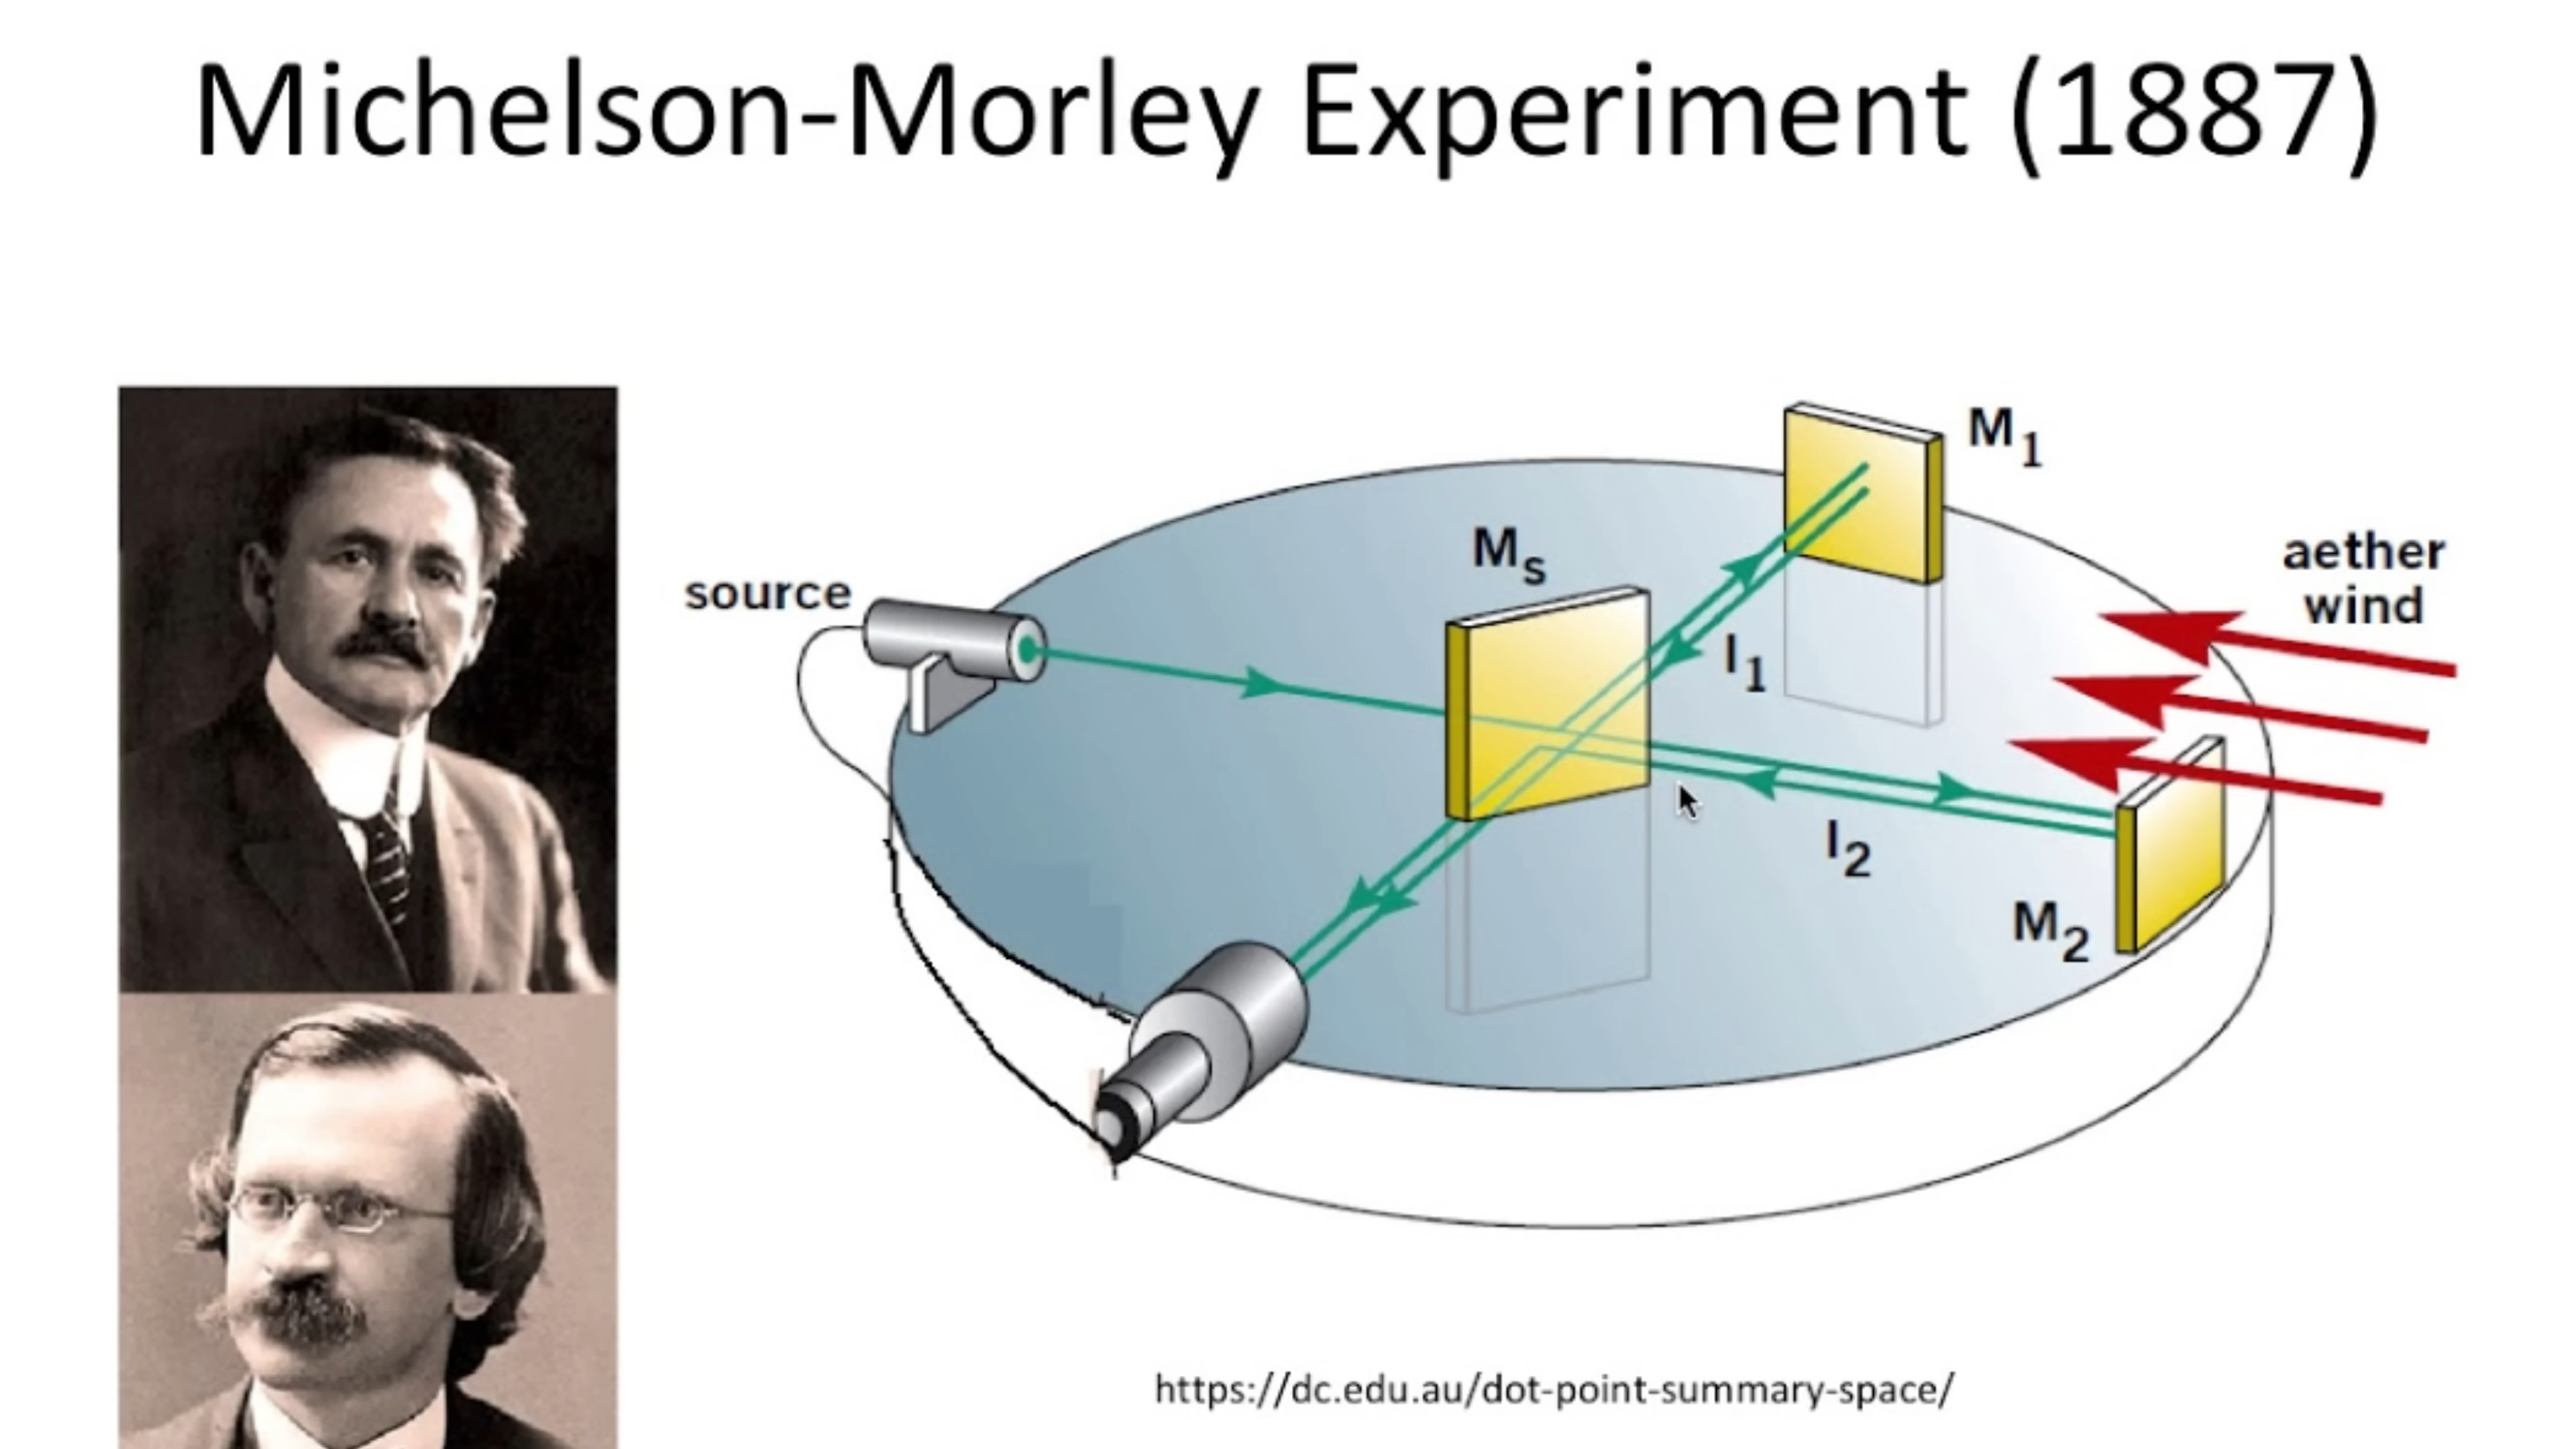 Michelson-Morley Experiment (1887)
M1
Ms
aether
wind
source
l1
l2
M2
https://dc.edu.au/dot-point-summary-space/